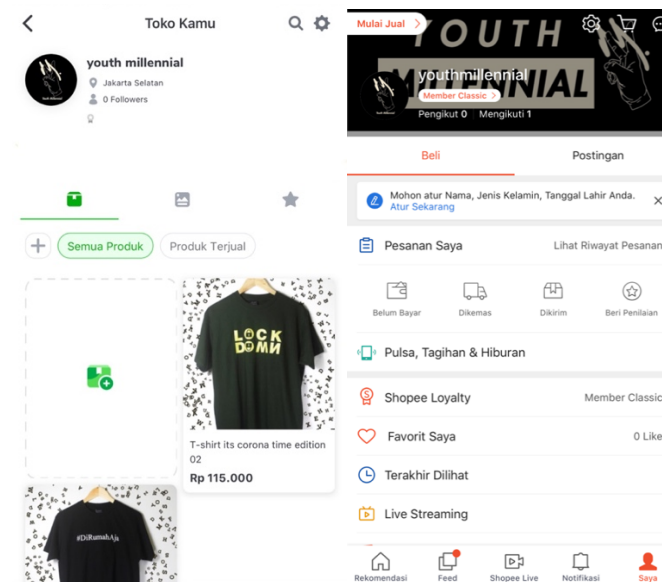 Toko Kamu
youth millennial
Jakarta Selatan
0 Followers
Semua Produk
Produk Terjual
LOCK
DOWN
T-shirt its corona time edition
02
Rp 115.000
#DiRumahAja
Mulai Jual >
YOUTH
MILLENNIAL
youthmillennial
Member Classic >
Pengikut 0 Mengikuti 1
Beli
Postingan
Mohon atur Nama, Jenis Kelamin, Tanggal Lahir Anda.
Atur Sekarang
Pesanan Saya
Lihat Riwayat Pesanan
Belum Bayar
Dikemas
Dikirim
Beri Penilaian
Pulsa, Tagihan & Hiburan
Shopee Loyalty
Member Classic
Favorit Saya
0 Like
Terakhir Dilihat
Live Streaming
Rekomendasi
Feed
Shopee Live
Notifikasi
Saya